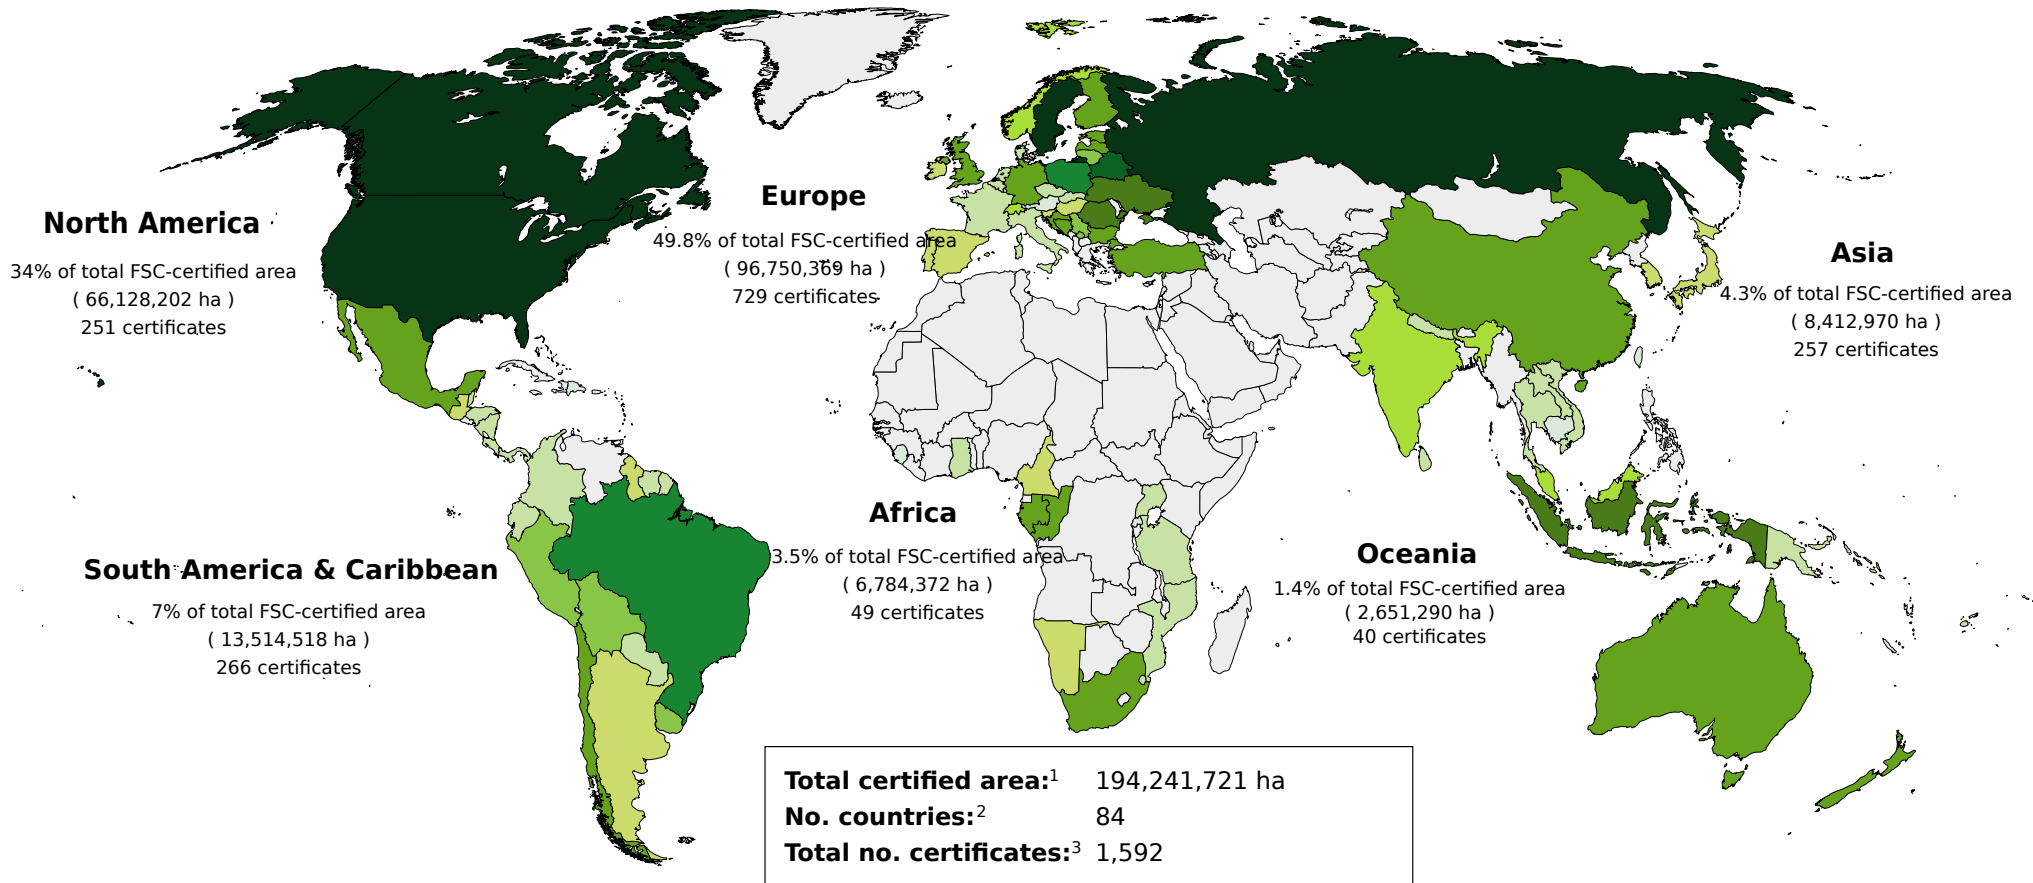 North America
34% of total FSC-certified area
( 66,128,202 ha )
251 certificates
Europe
49.8% of total FSC-certified area
( 96,750,369 ha )
729 certificates
Asia
4.3% of total FSC-certified area
( 8,412,970 ha )
257 certificates
South America & Caribbean
7% of total FSC-certified area
( 13,514,518 ha )
266 certificates
Africa
3.5% of total FSC-certified area
( 6,784,372 ha )
49 certificates
Oceania
1.4% of total FSC-certified area
( 2,651,290 ha )
40 certificates
Total certified area:¹ 194,241,721 ha
No. countries:² 84
Total no. certificates:³ 1,592